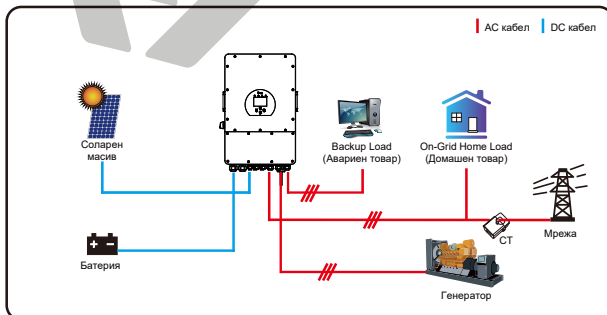 AC кабел
DC кабел
Соларен
масив
Backup Load
(Авариен товар)
On-Grid Home Load
(Домашен товар)
CT
Мрежа
Батерия
Генератор